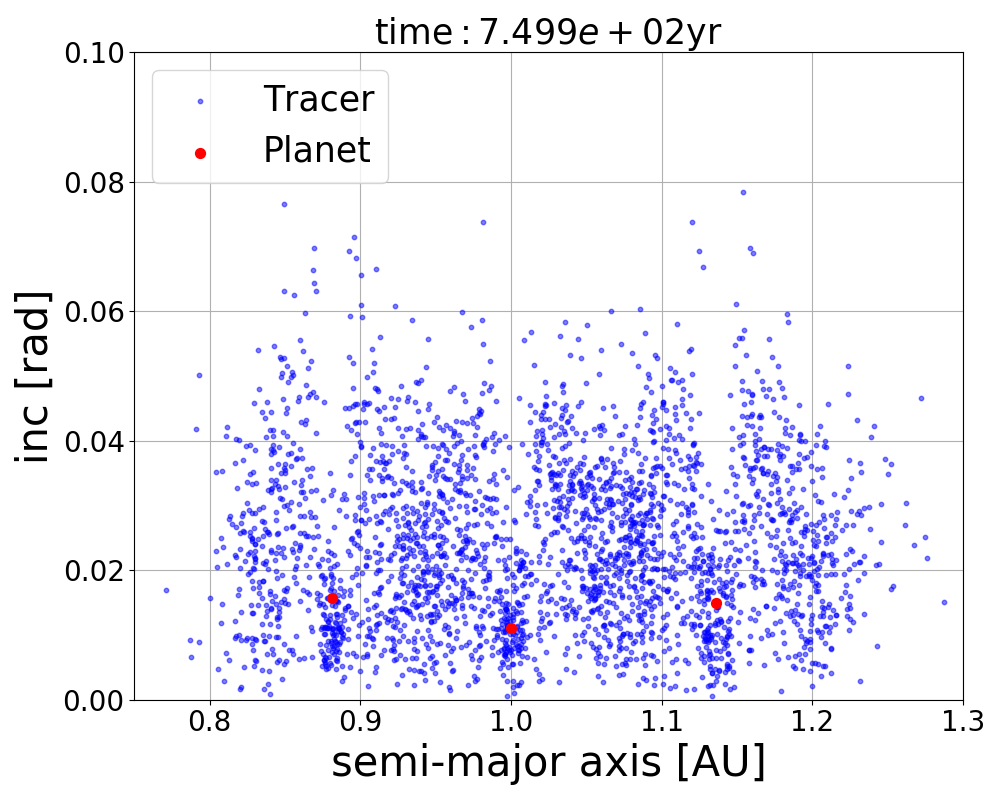 time : 7.499e + 02yr
0.10
0.08
0.06
0.04
0.02
0.00
inc [rad]
Tracer
Planet
0.8 0.9 1.0 1.1 1.2 1.3
semi-major axis [AU]